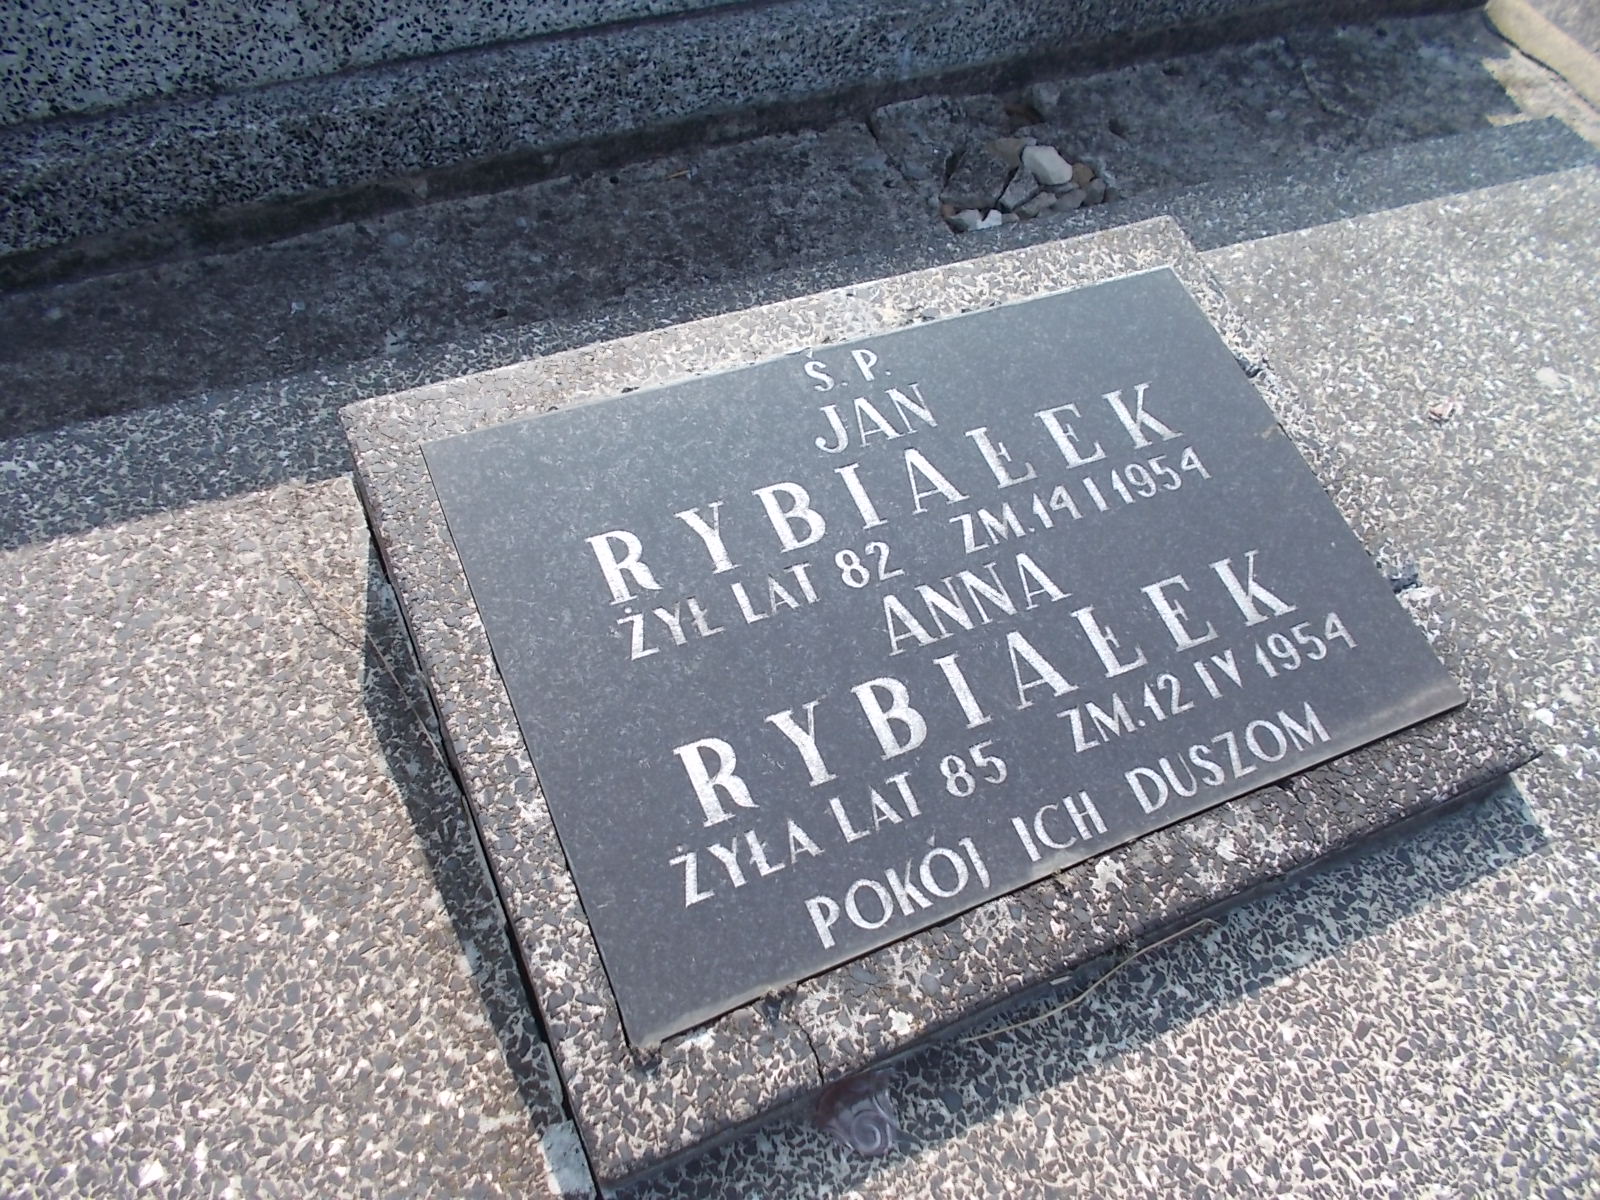 Ś. P.
JAN
RYBIAŁEK
ŻYŁ LAT 82 ZM. 14 I 1954
ANNA
RYBIAŁEK
ŻYŁA LAT 85 ZM. 12 IV 1954
POKÓJ ICH DUSZOM